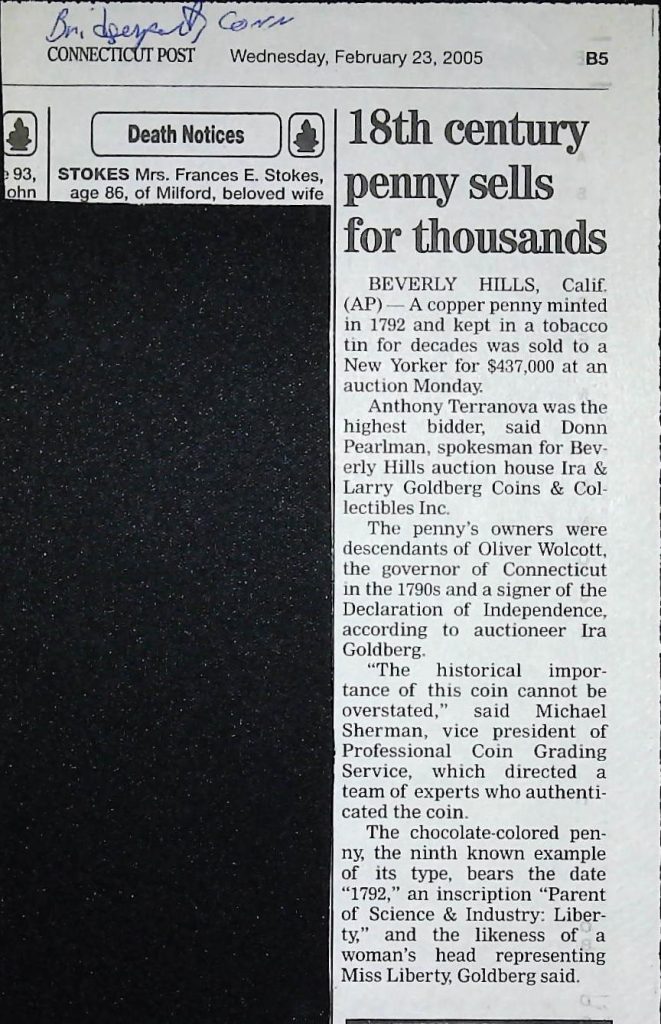 Bridgeport, Conn
CONNECTICUT POST Wednesday, February 23, 2005 B5
Death Notices
93,
ohn
STOKES Mrs. Frances E. Stokes,
age 86, of Milford, beloved wife
18th century
penny sells
for thousands
BEVERLY HILLS, Calif.
(AP) — A copper penny minted
in 1792 and kept in a tobacco
tin for decades was sold to a
New Yorker for $437,000 at an
auction Monday.
Anthony Terranova was the
highest bidder, said Donn
Pearlman, spokesman for Bev-
erly Hills auction house Ira &
Larry Goldberg Coins & Col-
lectibles Inc.
The penny's owners were
descendants of Oliver Wolcott,
the governor of Connecticut
in the 1790s and a signer of the
Declaration of Independence,
according to auctioneer Ira
Goldberg.
"The historical impor-
tance of this coin cannot be
overstated," said Michael
Sherman, vice president of
Professional Coin Grading
Service, which directed a
team of experts who authenti-
cated the coin.
The chocolate-colored pen-
ny, the ninth known example
of its type, bears the date
"1792," an inscription "Parent
of Science & Industry: Liber-
ty," and the likeness of a
woman's head representing
Miss Liberty, Goldberg said.